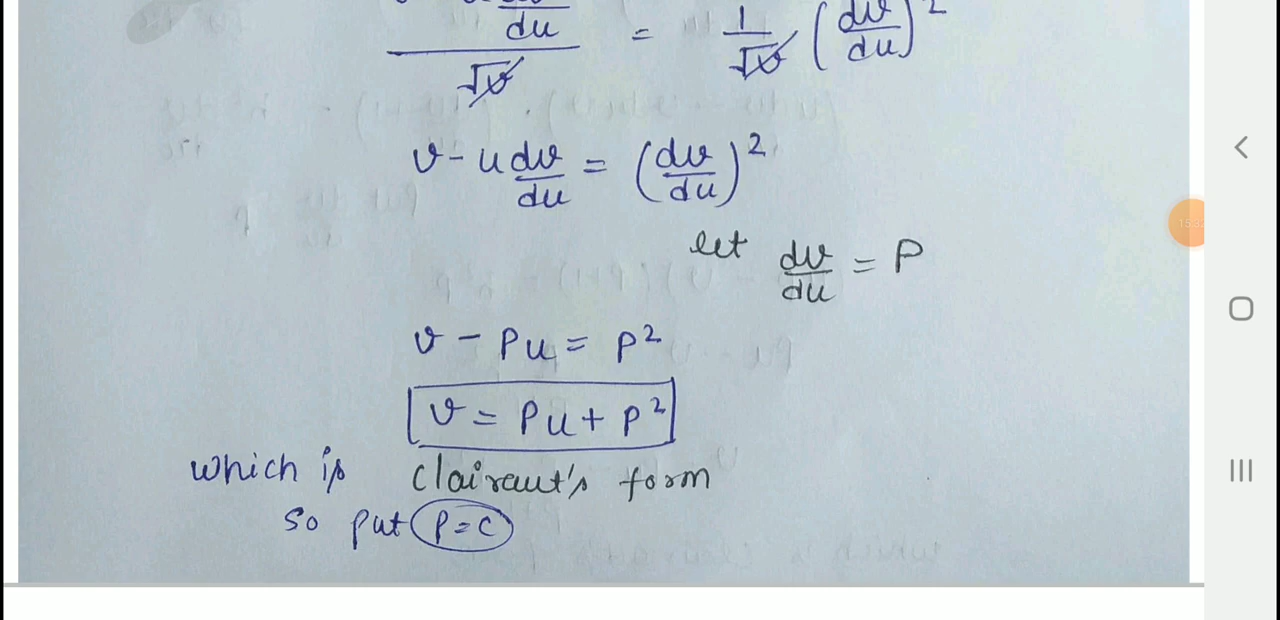 du = 1/√v (dv/du)²
√v
v - u dv/du = (dv/du)²
let dv/du = P
v - Pu = P²
v = Pu + P²
which is Clairaut's form
so put P=C